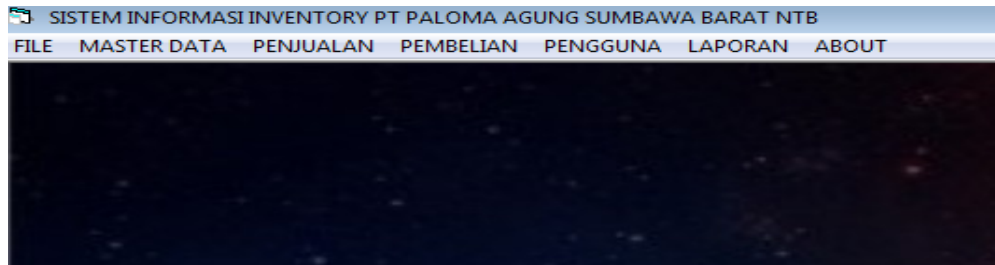 SISTEM INFORMASI INVENTORY PT PALOMA AGUNG SUMBAWA BARAT NTB
FILE MASTER DATA PENJUALAN PEMBELIAN PENGGUNA LAPORAN ABOUT